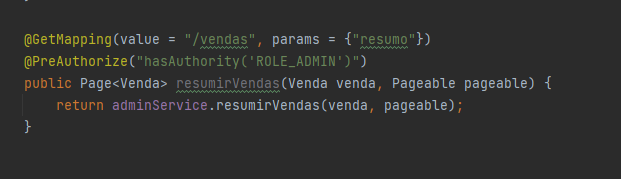 @GetMapping(value = "/vendas", params = {"resumo"})
@PreAuthorize("hasAuthority('ROLE_ADMIN')")
public Page<Venda> resumirVendas(Venda venda, Pageable pageable) {
    return adminService.resumirVendas(venda, pageable);
}